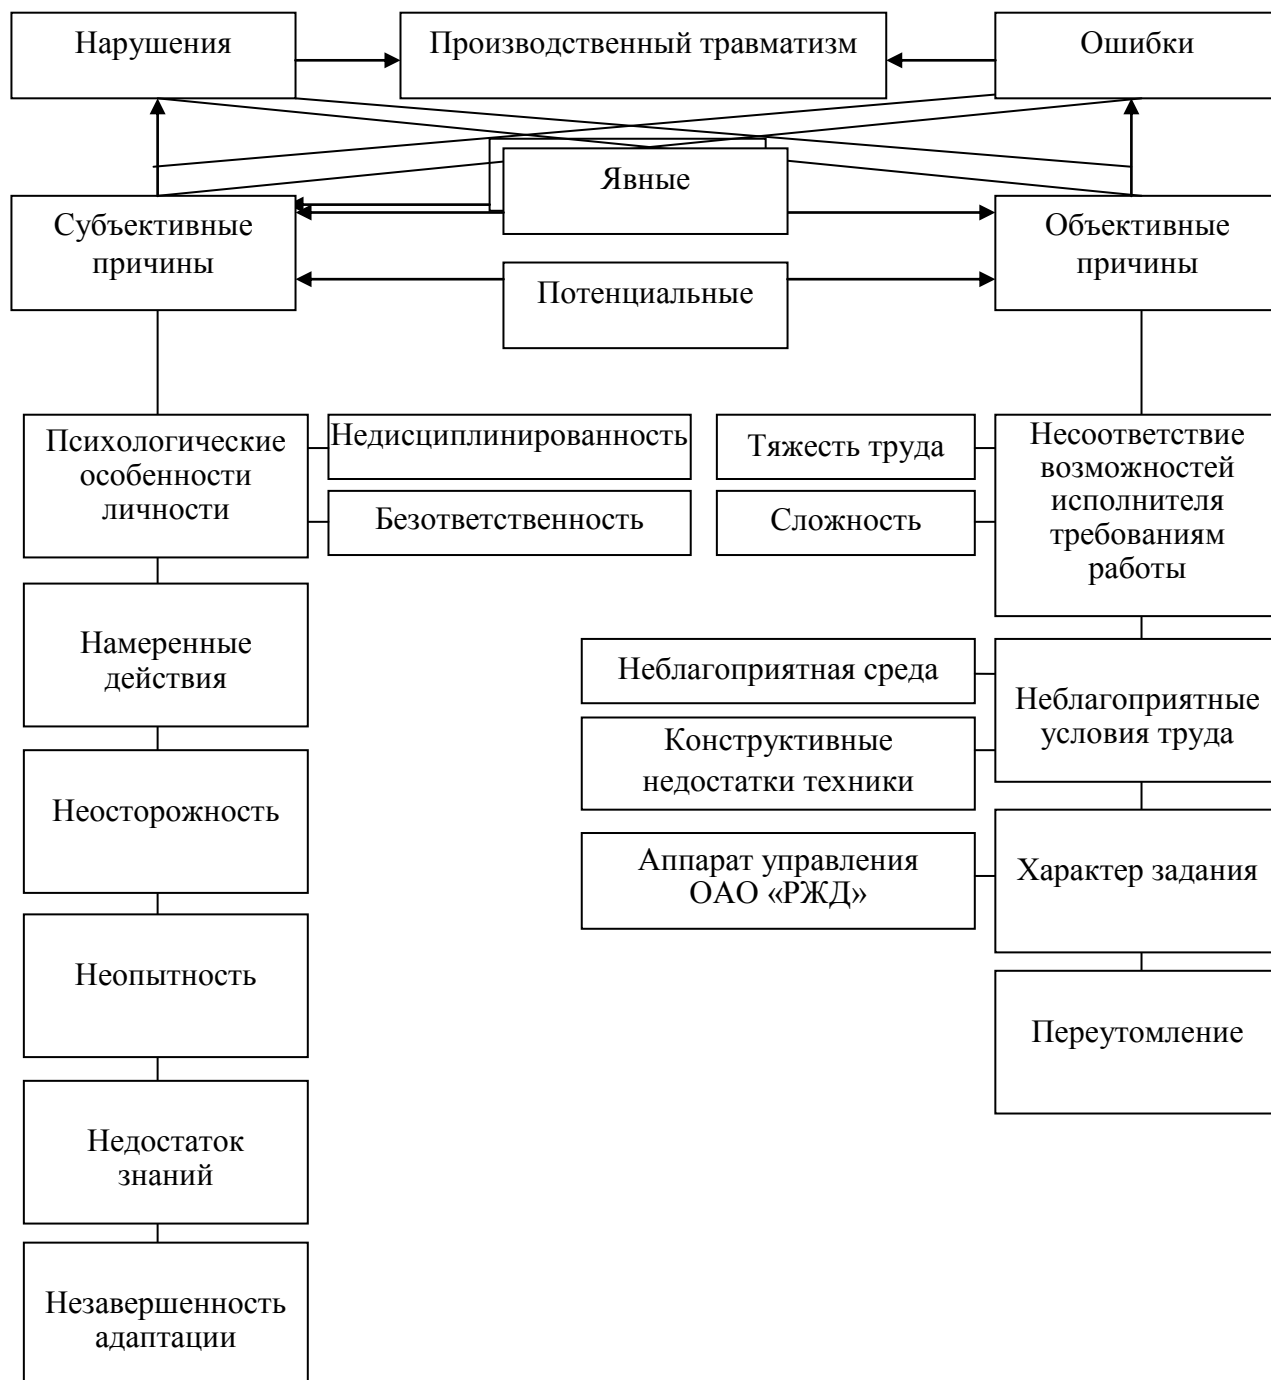 Нарушения
Производственный травматизм
Ошибки
Явные
Субъективные
причины
Объективные
причины
Потенциальные
Психологические
особенности
личности
Недисциплинированность
Безответственность
Тяжесть труда
Сложность
Несоответствие
возможностей
исполнителя
требованиям
работы
Намеренные
действия
Неблагоприятная среда
Конструктивные
недостатки техники
Неблагоприятные
условия труда
Неосторожность
Аппарат управления
ОАО «РЖД»
Характер задания
Неопытность
Переутомление
Недостаток
знаний
Незавершенность
адаптации